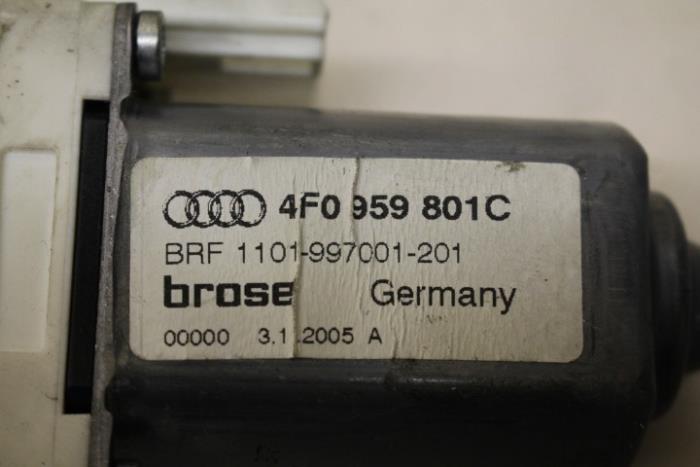 4F0 959 801C
BRF 1101-997001-201
brose Germany
00000 3.1.2005 A